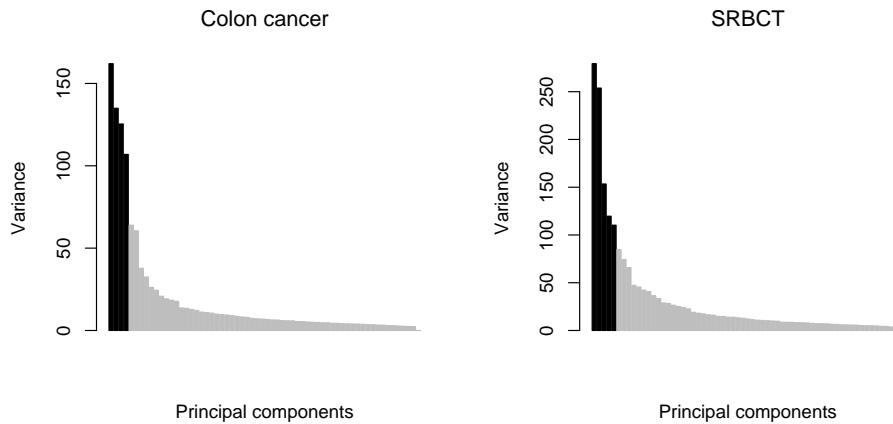 Colon cancer
Variance
0
50
100
150
Principal components
SRBCT
Variance
0
50
100
150
200
250
Principal components